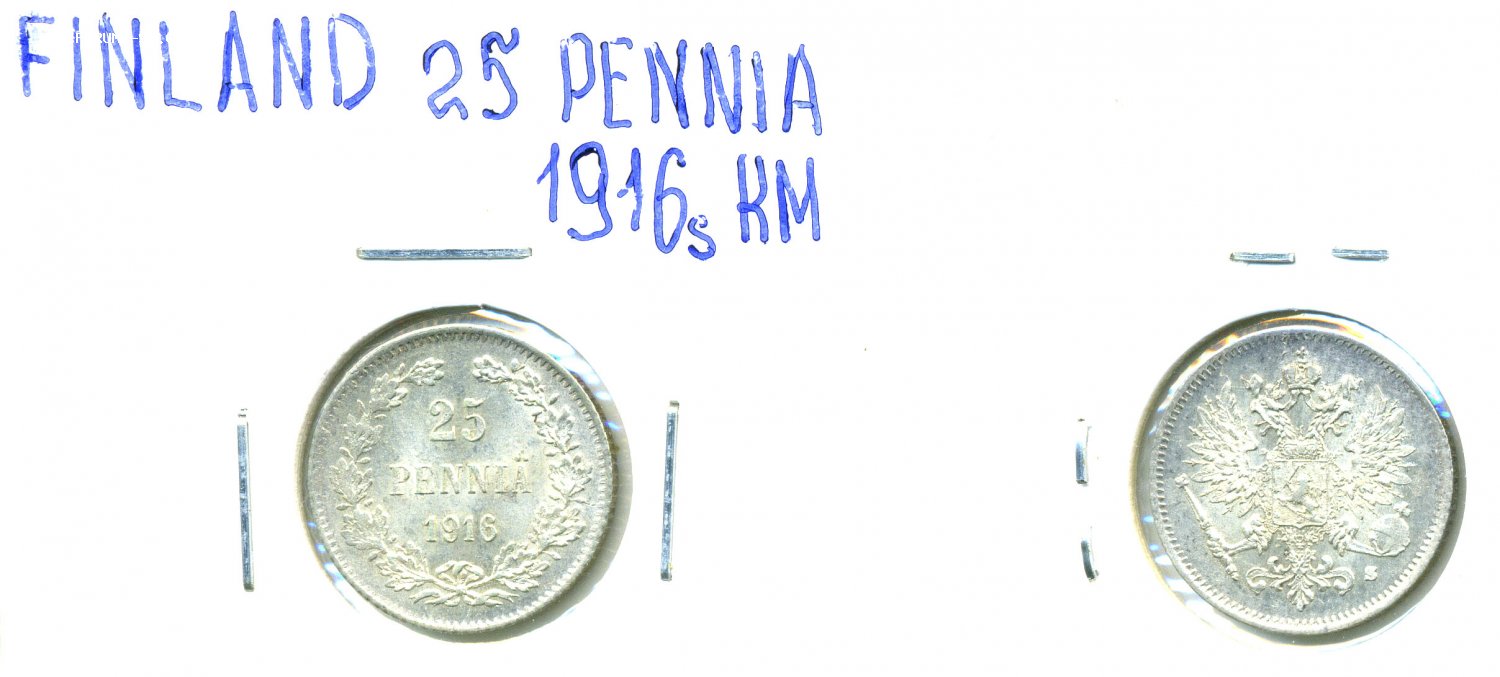 FINLAND 25 PENNIA
1916s KM
25
PENNIÄ
1916
S